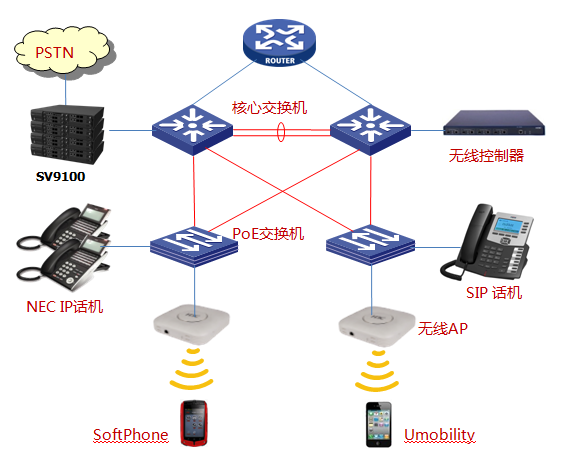 PSTN
ROUTER
核心交换机
SV9100
无线控制器
PoE交换机
NEC IP话机
SIP 话机
无线AP
SoftPhone
Umobility